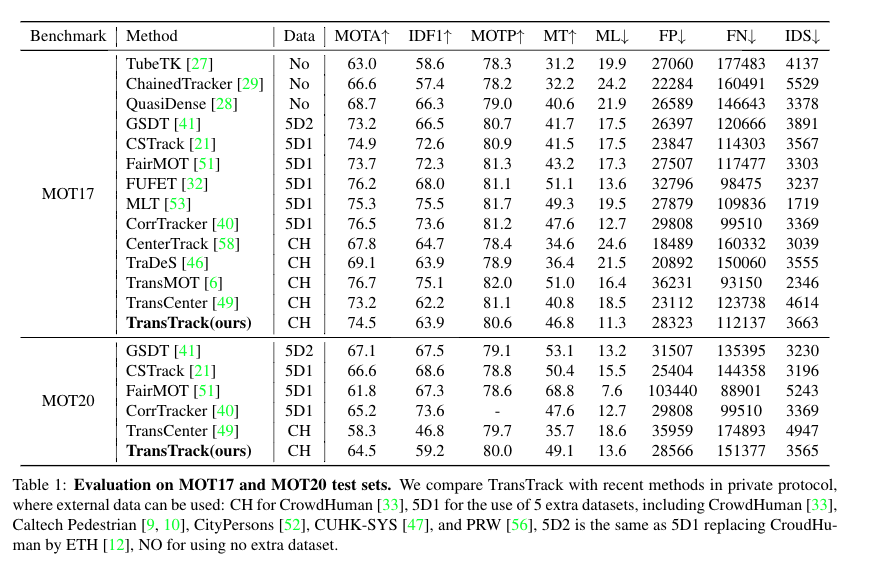 Benchmark Method Data MOTA↑ IDF1↑ MOTP↑ MT↑ ML↓ FP↓ FN↓ IDS↓
TubeTK [27] No 63.0 58.6 78.3 31.2 19.9 27060 177483 4137
ChainedTracker [29] No 66.6 57.4 78.2 32.2 24.2 22284 160491 5529
QuasiDense [28] No 68.7 66.3 79.0 40.6 21.9 26589 146643 3378
GSDT [41] 5D2 73.2 66.5 80.7 41.7 17.5 26397 120666 3891
CSTrack [21] 5D1 74.9 72.6 80.9 41.5 17.5 23847 114303 3567
FairMOT [51] 5D1 73.7 72.3 81.3 43.2 17.3 27507 117477 3303
FUFET [32] 5D1 76.2 68.0 81.1 51.1 13.6 32796 98475 3237
MOT17 MLT [53] 5D1 75.3 75.5 81.7 49.3 19.5 27879 109836 1719
CorrTracker [40] 5D1 76.5 73.6 81.2 47.6 12.7 29808 99510 3369
CenterTrack [58] CH 67.8 64.7 78.4 34.6 24.6 18489 160332 3039
TraDeS [46] CH 69.1 63.9 78.9 36.4 21.5 20892 150060 3555
TransMOT [6] CH 76.7 75.1 82.0 51.0 16.4 36231 93150 2346
TransCenter [49] CH 73.2 62.2 81.1 40.8 18.5 23112 123738 4614
TransTrack(ours) CH 74.5 63.9 80.6 46.8 11.3 28323 112137 3663
GSDT [41] 5D2 67.1 67.5 79.1 53.1 13.2 31507 135395 3230
CSTrack [21] 5D1 66.6 68.6 78.8 50.4 15.5 25404 144358 3196
MOT20 FairMOT [51] 5D1 61.8 67.3 78.6 68.8 7.6 103440 88901 5243
CorrTracker [40] 5D1 65.2 73.6 - 47.6 12.7 29808 99510 3369
TransCenter [49] CH 58.3 46.8 79.7 35.7 18.6 35959 174893 4947
TransTrack(ours) CH 64.5 59.2 80.0 49.1 13.6 28566 151377 3565
Table 1: Evaluation on MOT17 and MOT20 test sets. We compare TransTrack with recent methods in private protocol,
where external data can be used: CH for CrowdHuman [33], 5D1 for the use of 5 extra datasets, including CrowdHuman [33],
Caltech Pedestrian [9, 10], CityPersons [52], CUHK-SYS [47], and PRW [56], 5D2 is the same as 5D1 replacing CroudHu-
man by ETH [12], NO for using no extra dataset.